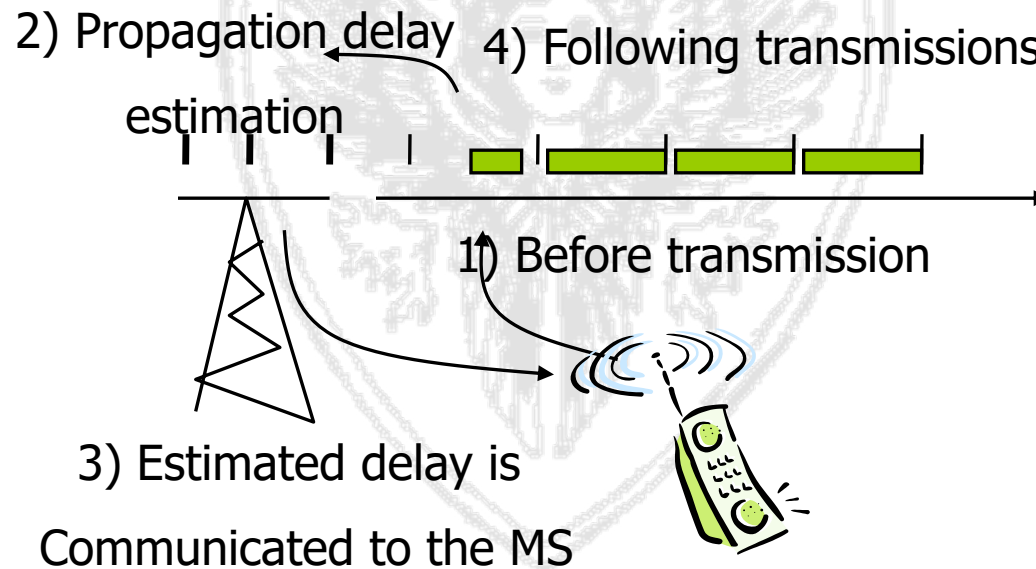 2) Propagation delay
estimation
4) Following transmissions
1) Before transmission
3) Estimated delay is
Communicated to the MS